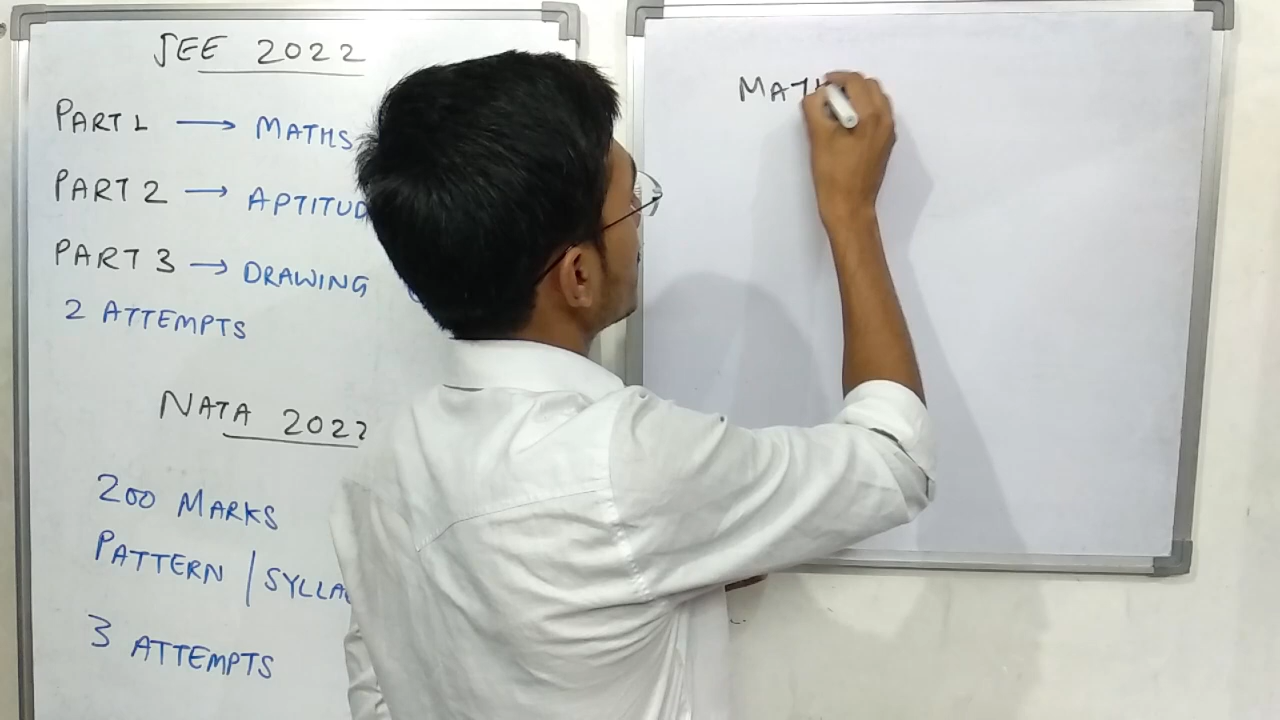 JEE 2022
PART 1 → MATHS
PART 2 → APTITUD
PART 3 → DRAWING
2 ATTEMPTS
NATA 2022
200 MARKS
PATTERN / SYLLA
3 ATTEMPTS
MATH